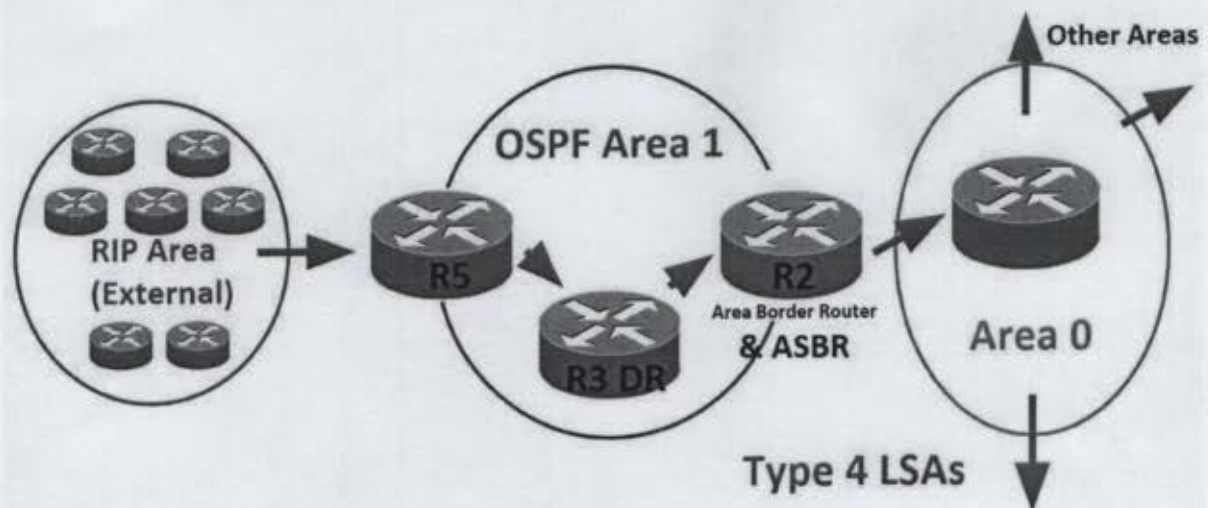 Other Areas
OSPF Area 1
RIP Area
(External)
R5
R2
Area Border Router
& ASBR
R3 DR
Area 0
Type 4 LSAs